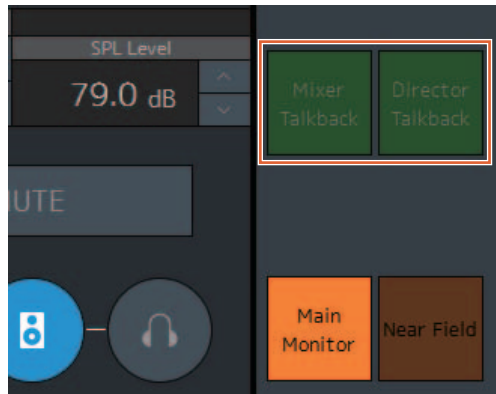 SPL Level
79.0 dB
Mixer
Talkback
Director
Talkback
UTE
Main
Monitor
Near Field